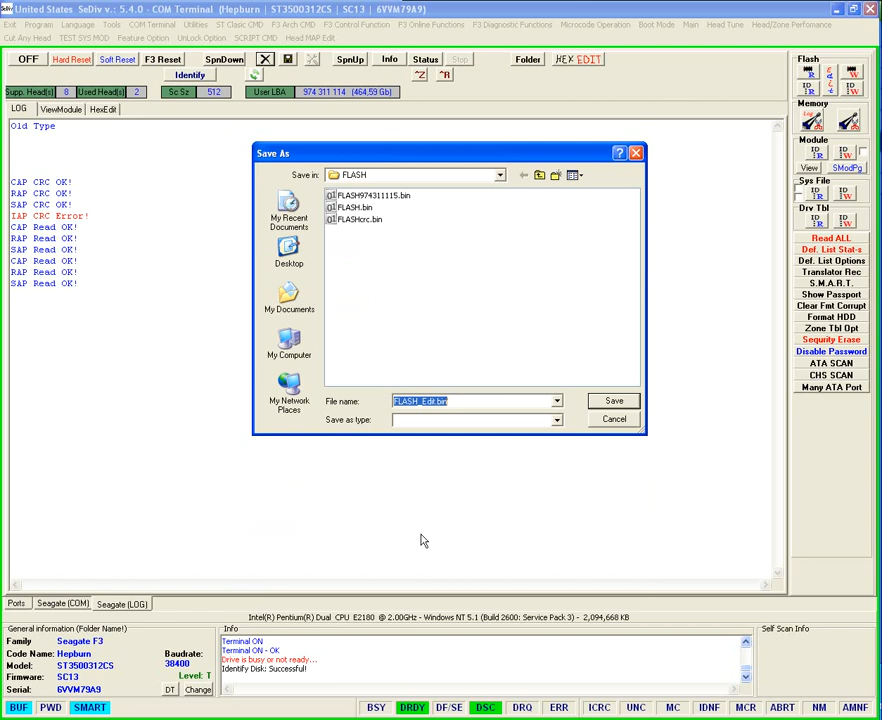 United States SeDiv v.: 5.4.0 - COM Terminal (Hepburn | ST3500312CS | SC13 | 6VVM79A9)
Exit Program Language Tools COM Terminal Utilities ST Clasic CMD F3 Arch CMD F3 Control Function F3 Online Functions F3 Diagnostic Functions Microcode Operation Boot Mode Main Head Tune Head/Zone Perfomance
Cut Any Head TEST SYS MOD Feature Option UnLock Option SCRIPT CMD Head MAP Edit
OFF Hard Reset Soft Reset F3 Reset SpnDown SpnUp Info Status Stop Folder HEX EDIT
Identify ^Z ^R
Supp. Head(s) 8 Used Head(s) 2 Sc Sz 512 User LBA 974 311 114 (464,59 Gb)
LOG ViewModule HexEdit
Old Type
CAP CRC OK!
RAP CRC OK!
SAP CRC OK!
IAP CRC Error!
CAP Read OK!
RAP Read OK!
SAP Read OK!
CAP Read OK!
RAP Read OK!
SAP Read OK!
Save As
Save in: FLASH
My Recent Documents
Desktop
My Documents
My Computer
My Network Places
FLASH974311115.bin
FLASH.bin
FLASHcrc.bin
File name: FLASH_Edit.bin Save
Save as type: Cancel
Flash
R Edit W
ID R ID W
Memory
Log
Module
ID R ID W
View SModPg
Sys File
ID R ID W
Drv Tbl
ID R ID W
Read ALL
Def. List Stat-s
Def. List Options
Translator Rec
S.M.A.R.T.
Show Passport
Clear Fmt Corrupt
Format HDD
Zone Tbl Opt
Sequrity Erase
Disable Password
ATA SCAN
CHS SCAN
Many ATA Port
Ports Seagate (COM) Seagate (LOG)
Intel(R) Pentium(R) Dual CPU E2180 @ 2.00GHz - Windows NT 5.1 (Build 2600: Service Pack 3) - 2,094,668 KB
General information (Folder Name!)
Family Seagate F3
Code Name: Hepburn Baudrate:
Model: ST3500312CS 38400
Firmware: SC13 Level: T
Serial: 6VVM79A9 DT Change
Info
Terminal ON
Terminal ON - OK
Drive is busy or not ready...
Identify Disk: Successful!
Self Scan Info
BUF PWD SMART BSY DRDY DF/SE DSC DRQ ERR ICRC UNC MC IDNF MCR ABRT NM AMNF